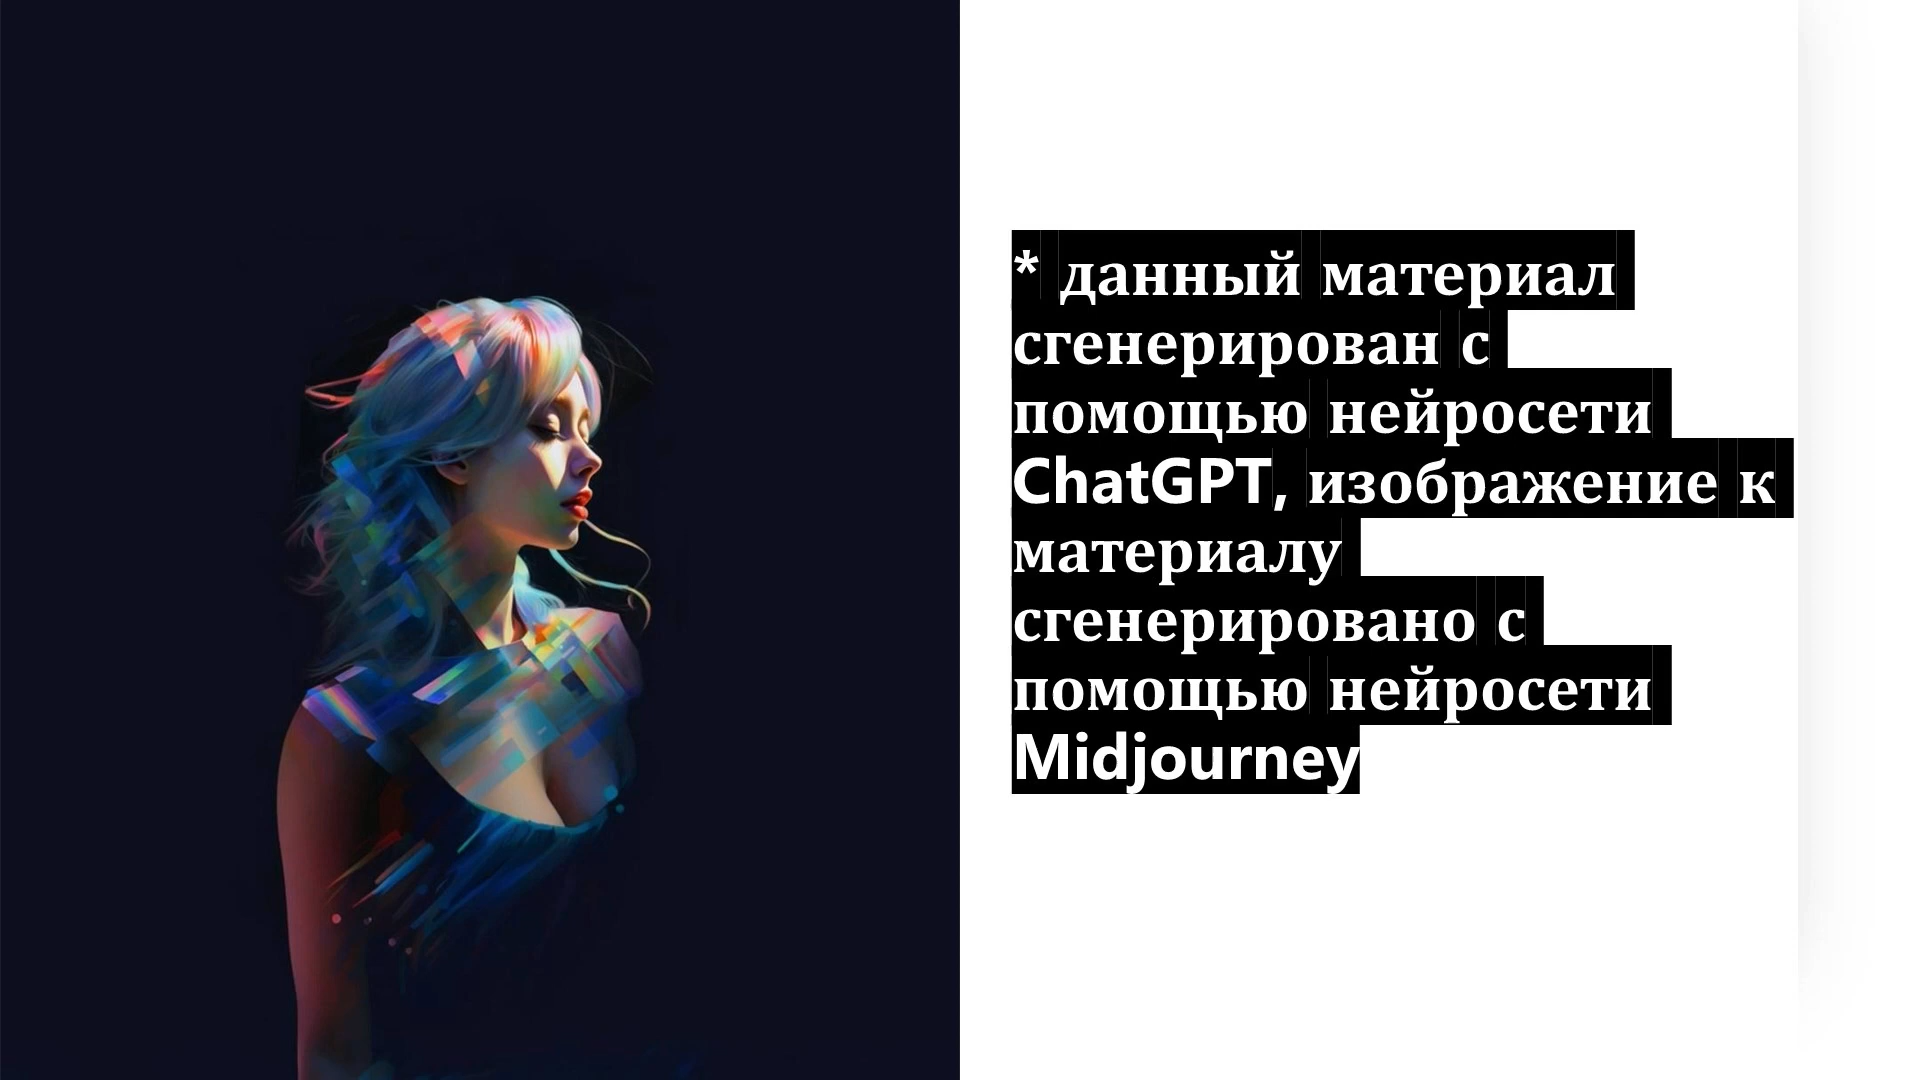 * данный материал
сгенерирован с
помощью нейросети
ChatGPT, изображение к
материалу
сгенерировано с
помощью нейросети
Midjourney